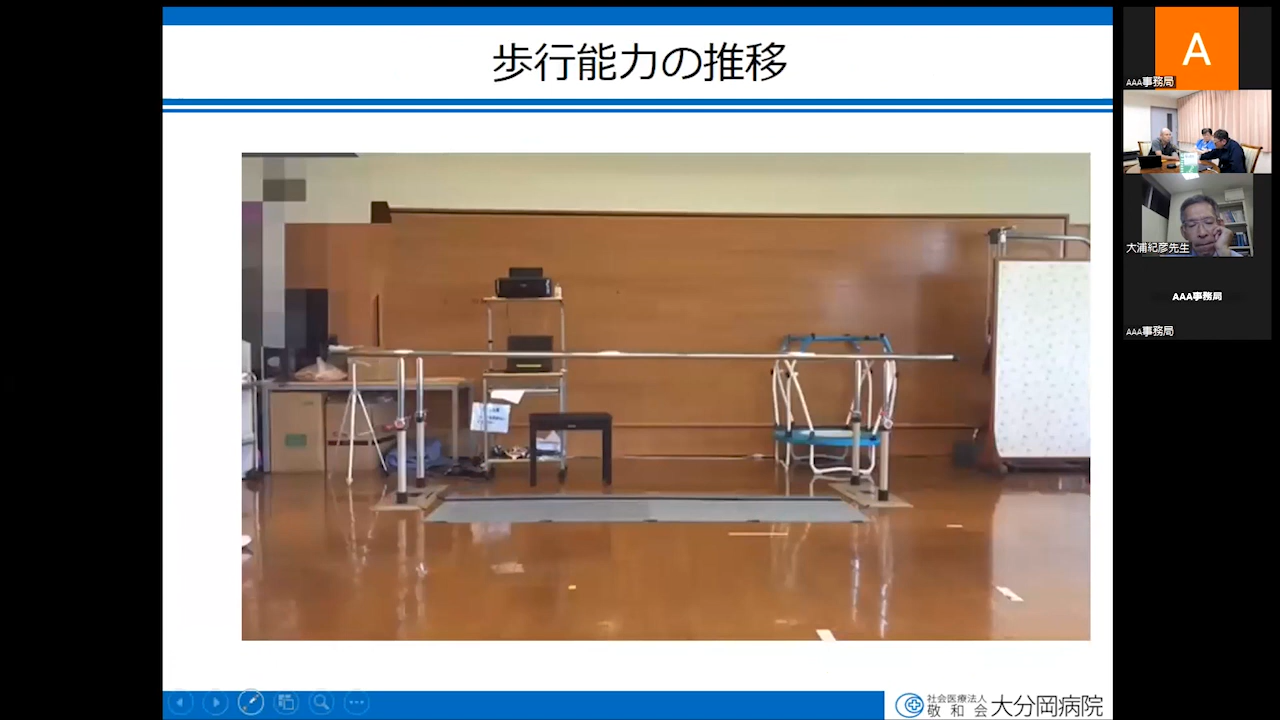 歩行能力の推移
A
AAA事務局
大浦紀彦先生
AAA事務局
AAA事務局
社会医療法人
敬和会
大分岡病院